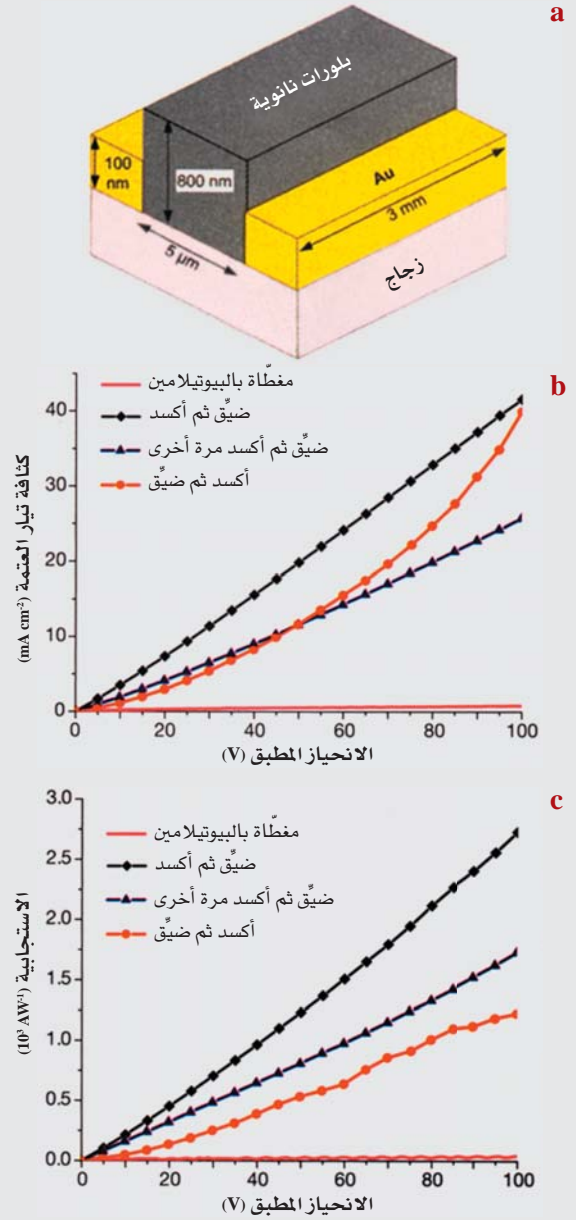 a
بلورات نانوية
100 nm
800 nm
Au
5 µm
3 mm
زجاج
b
مغطّاة بالبيوتيلامين
ضيِّق ثم أكسد
ضيِّق ثم أكسد مرة أخرى
أكسد ثم ضيِّق
كثافة تيار العتمة (mA cm⁻²)
40
30
20
10
0
0 20 40 60 80 100
الانحياز المطبق (V)
c
مغطّاة بالبيوتيلامين
ضيِّق ثم أكسد
ضيِّق ثم أكسد مرة أخرى
أكسد ثم ضيِّق
الاستجابية (10³ AW⁻¹)
3.0
2.5
2.0
1.5
1.0
0.5
0.0
0 20 40 60 80 100
الانحياز المطبق (V)